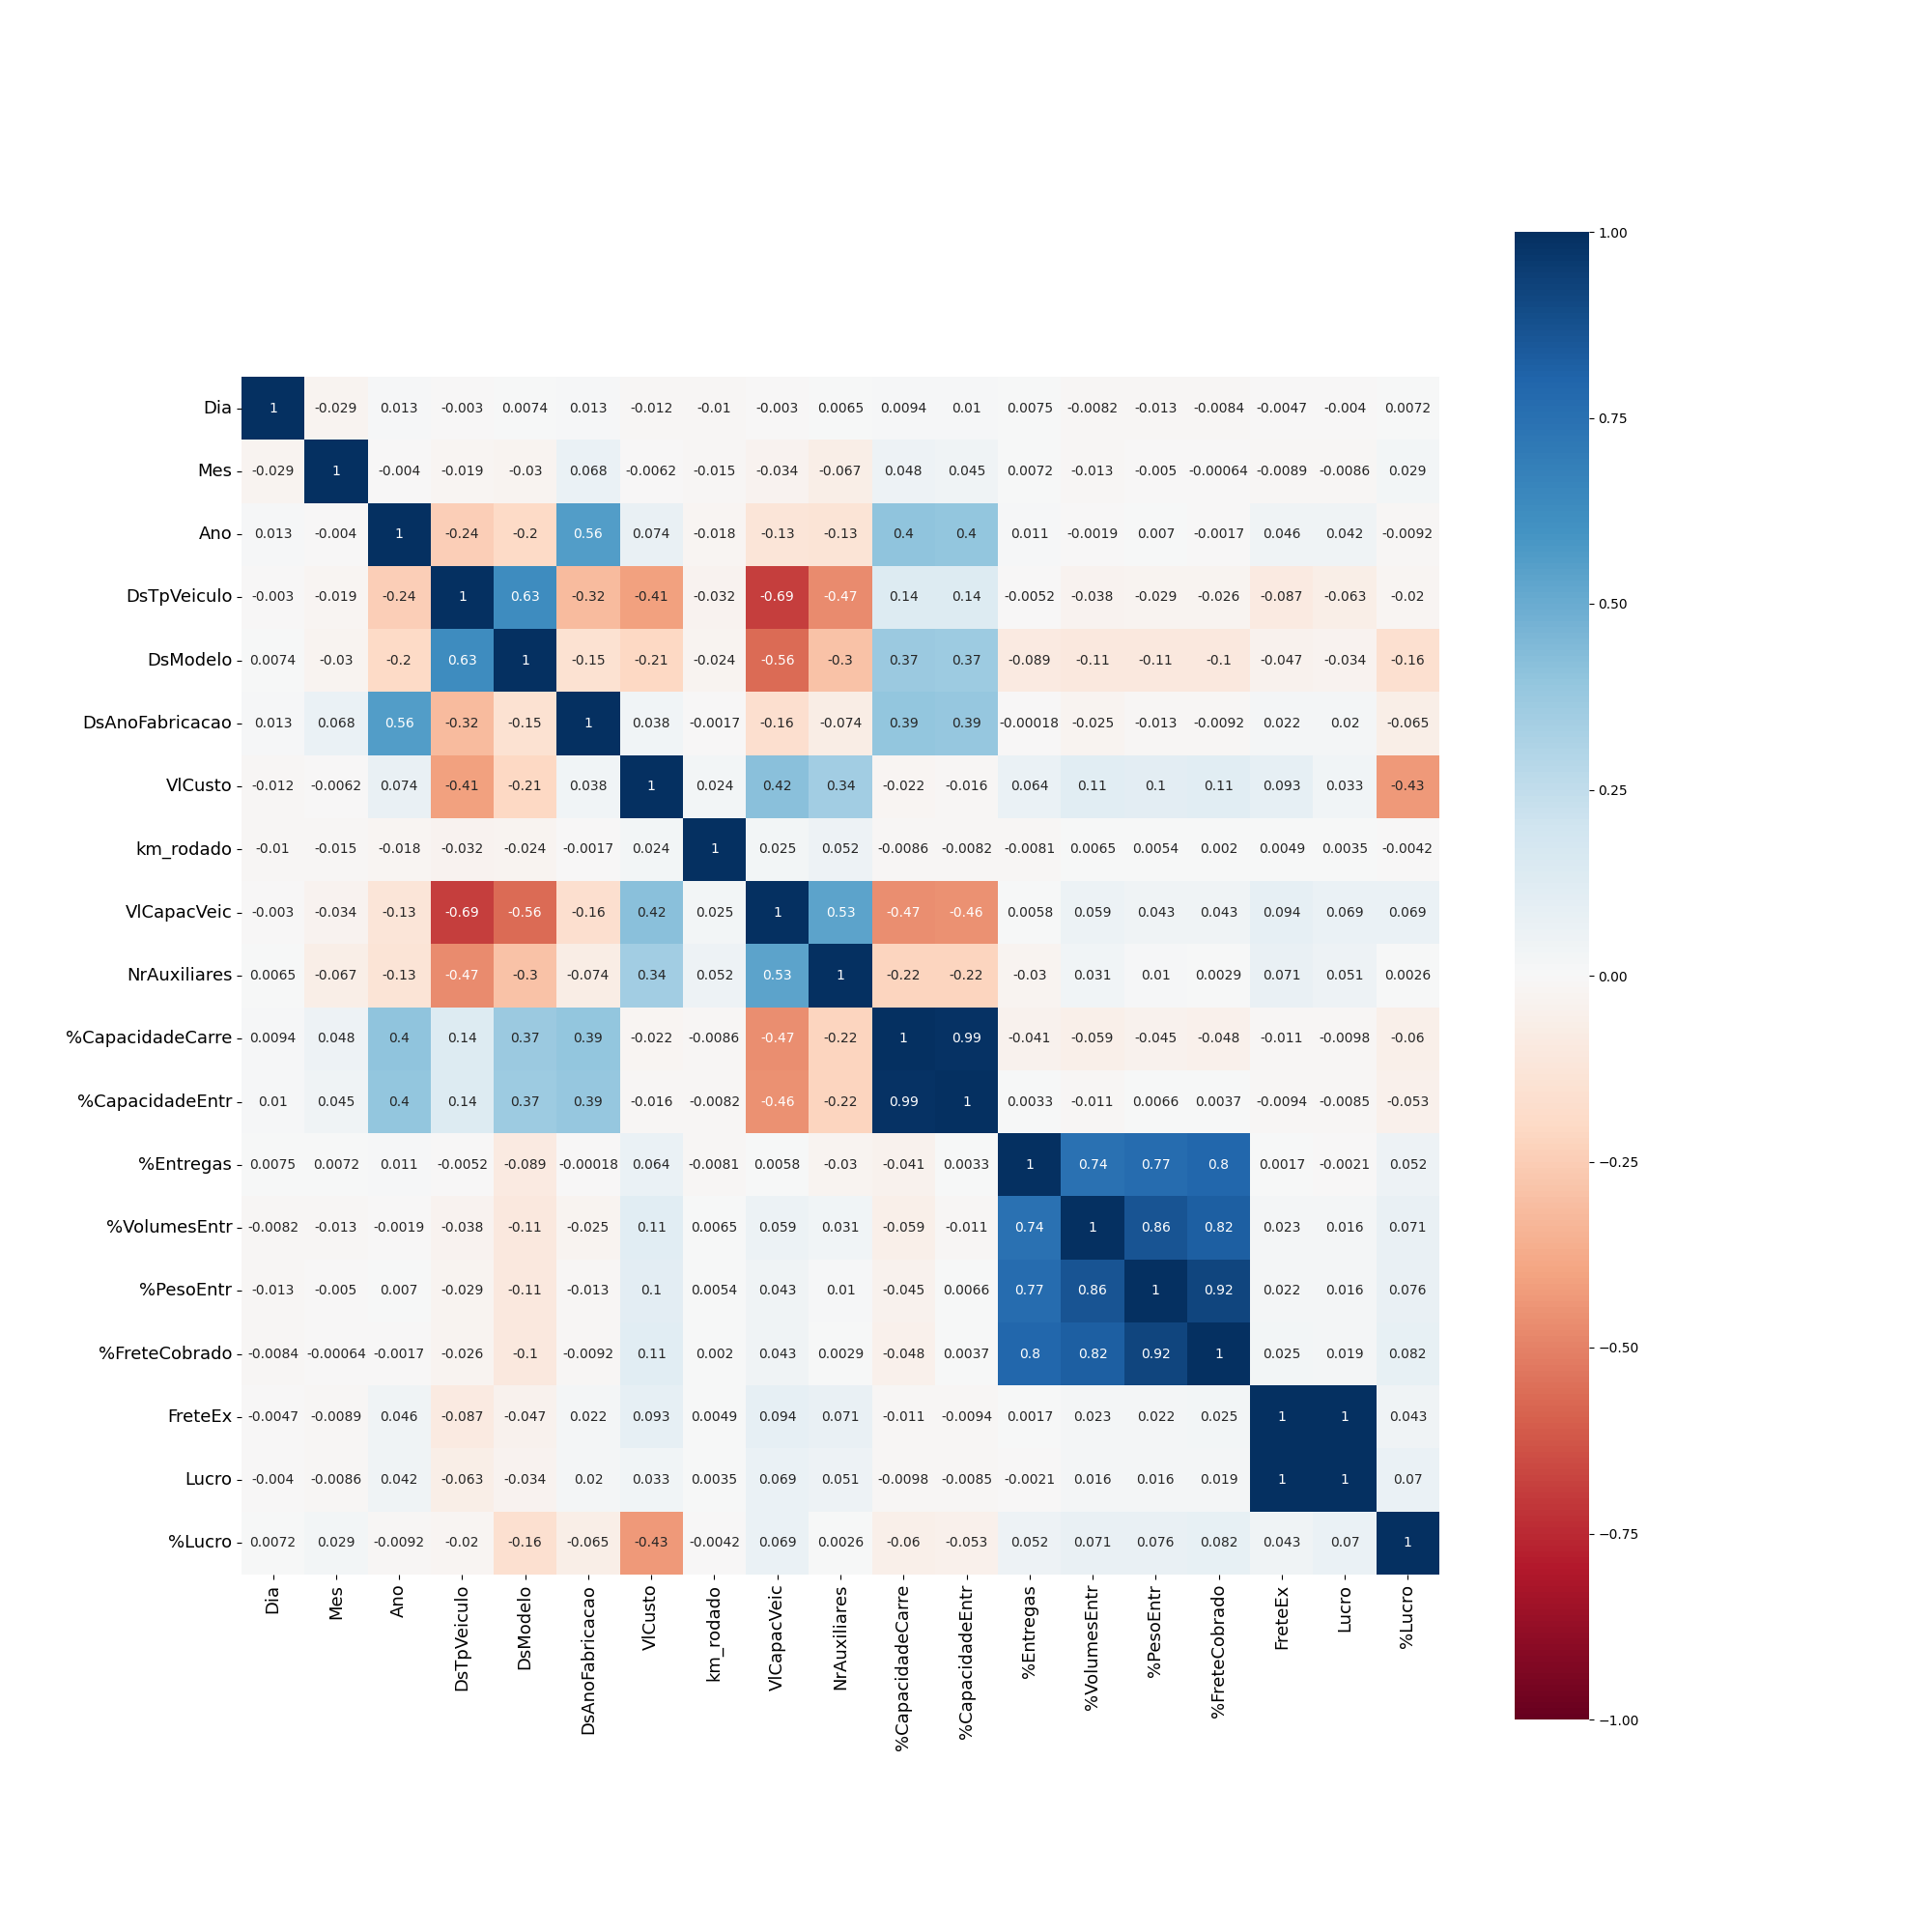 Dia 1 -0.029 0.013 -0.003 0.0074 0.013 -0.012 -0.01 -0.003 0.0065 0.0094 0.01 0.0075 -0.0082 -0.013 -0.0084 -0.0047 -0.004 0.0072
Mes -0.029 1 -0.004 -0.019 -0.03 0.068 -0.0062 -0.015 -0.034 -0.067 0.048 0.045 0.0072 -0.013 -0.005 -0.00064 -0.0089 -0.0086 0.029
Ano 0.013 -0.004 1 -0.24 -0.2 0.56 0.074 -0.018 -0.13 -0.13 0.4 0.4 0.011 -0.0019 0.007 -0.0017 0.046 0.042 -0.0092
DsTpVeiculo -0.003 -0.019 -0.24 1 0.63 -0.32 -0.41 -0.032 -0.69 -0.47 0.14 0.14 -0.0052 -0.038 -0.029 -0.026 -0.087 -0.063 -0.02
DsModelo 0.0074 -0.03 -0.2 0.63 1 -0.15 -0.21 -0.024 -0.56 -0.3 0.37 0.37 -0.089 -0.11 -0.11 -0.1 -0.047 -0.034 -0.16
DsAnoFabricacao 0.013 0.068 0.56 -0.32 -0.15 1 0.038 -0.0017 -0.16 -0.074 0.39 0.39 -0.00018 -0.025 -0.013 -0.0092 0.022 0.02 -0.065
VlCusto -0.012 -0.0062 0.074 -0.41 -0.21 0.038 1 0.024 0.42 0.34 -0.022 -0.016 0.064 0.11 0.1 0.11 0.093 0.033 -0.43
km_rodado -0.01 -0.015 -0.018 -0.032 -0.024 -0.0017 0.024 1 0.025 0.052 -0.0086 -0.0082 -0.0081 0.0065 0.0054 0.002 0.0049 0.0035 -0.0042
VlCapacVeic -0.003 -0.034 -0.13 -0.69 -0.56 -0.16 0.42 0.025 1 0.53 -0.47 -0.46 0.0058 0.059 0.043 0.043 0.094 0.069 0.069
NrAuxiliares 0.0065 -0.067 -0.13 -0.47 -0.3 -0.074 0.34 0.052 0.53 1 -0.22 -0.22 -0.03 0.031 0.01 0.0029 0.071 0.051 0.0026
%CapacidadeCarre 0.0094 0.048 0.4 0.14 0.37 0.39 -0.022 -0.0086 -0.47 -0.22 1 0.99 -0.041 -0.059 -0.045 -0.048 -0.011 -0.0098 -0.06
%CapacidadeEntr 0.01 0.045 0.4 0.14 0.37 0.39 -0.016 -0.0082 -0.46 -0.22 0.99 1 0.0033 -0.011 0.0066 0.0037 -0.0094 -0.0085 -0.053
%Entregas 0.0075 0.0072 0.011 -0.0052 -0.089 -0.00018 0.064 -0.0081 0.0058 -0.03 -0.041 0.0033 1 0.74 0.77 0.8 0.0017 -0.0021 0.052
%VolumesEntr -0.0082 -0.013 -0.0019 -0.038 -0.11 -0.025 0.11 0.0065 0.059 0.031 -0.059 -0.011 0.74 1 0.86 0.82 0.023 0.016 0.071
%PesoEntr -0.013 -0.005 0.007 -0.029 -0.11 -0.013 0.1 0.0054 0.043 0.01 -0.045 0.0066 0.77 0.86 1 0.92 0.022 0.016 0.076
%FreteCobrado -0.0084 -0.00064 -0.0017 -0.026 -0.1 -0.0092 0.11 0.002 0.043 0.0029 -0.048 0.0037 0.8 0.82 0.92 1 0.025 0.019 0.082
FreteEx -0.0047 -0.0089 0.046 -0.087 -0.047 0.022 0.093 0.0049 0.094 0.071 -0.011 -0.0094 0.0017 0.023 0.022 0.025 1 1 0.043
Lucro -0.004 -0.0086 0.042 -0.063 -0.034 0.02 0.033 0.0035 0.069 0.051 -0.0098 -0.0085 -0.0021 0.016 0.016 0.019 1 1 0.07
%Lucro 0.0072 0.029 -0.0092 -0.02 -0.16 -0.065 -0.43 -0.0042 0.069 0.0026 -0.06 -0.053 0.052 0.071 0.076 0.082 0.043 0.07 1
Dia
Mes
Ano
DsTpVeiculo
DsModelo
DsAnoFabricacao
VlCusto
km_rodado
VlCapacVeic
NrAuxiliares
%CapacidadeCarre
%CapacidadeEntr
%Entregas
%VolumesEntr
%PesoEntr
%FreteCobrado
FreteEx
Lucro
%Lucro
1.00
0.75
0.50
0.25
0.00
−0.25
−0.50
−0.75
−1.00